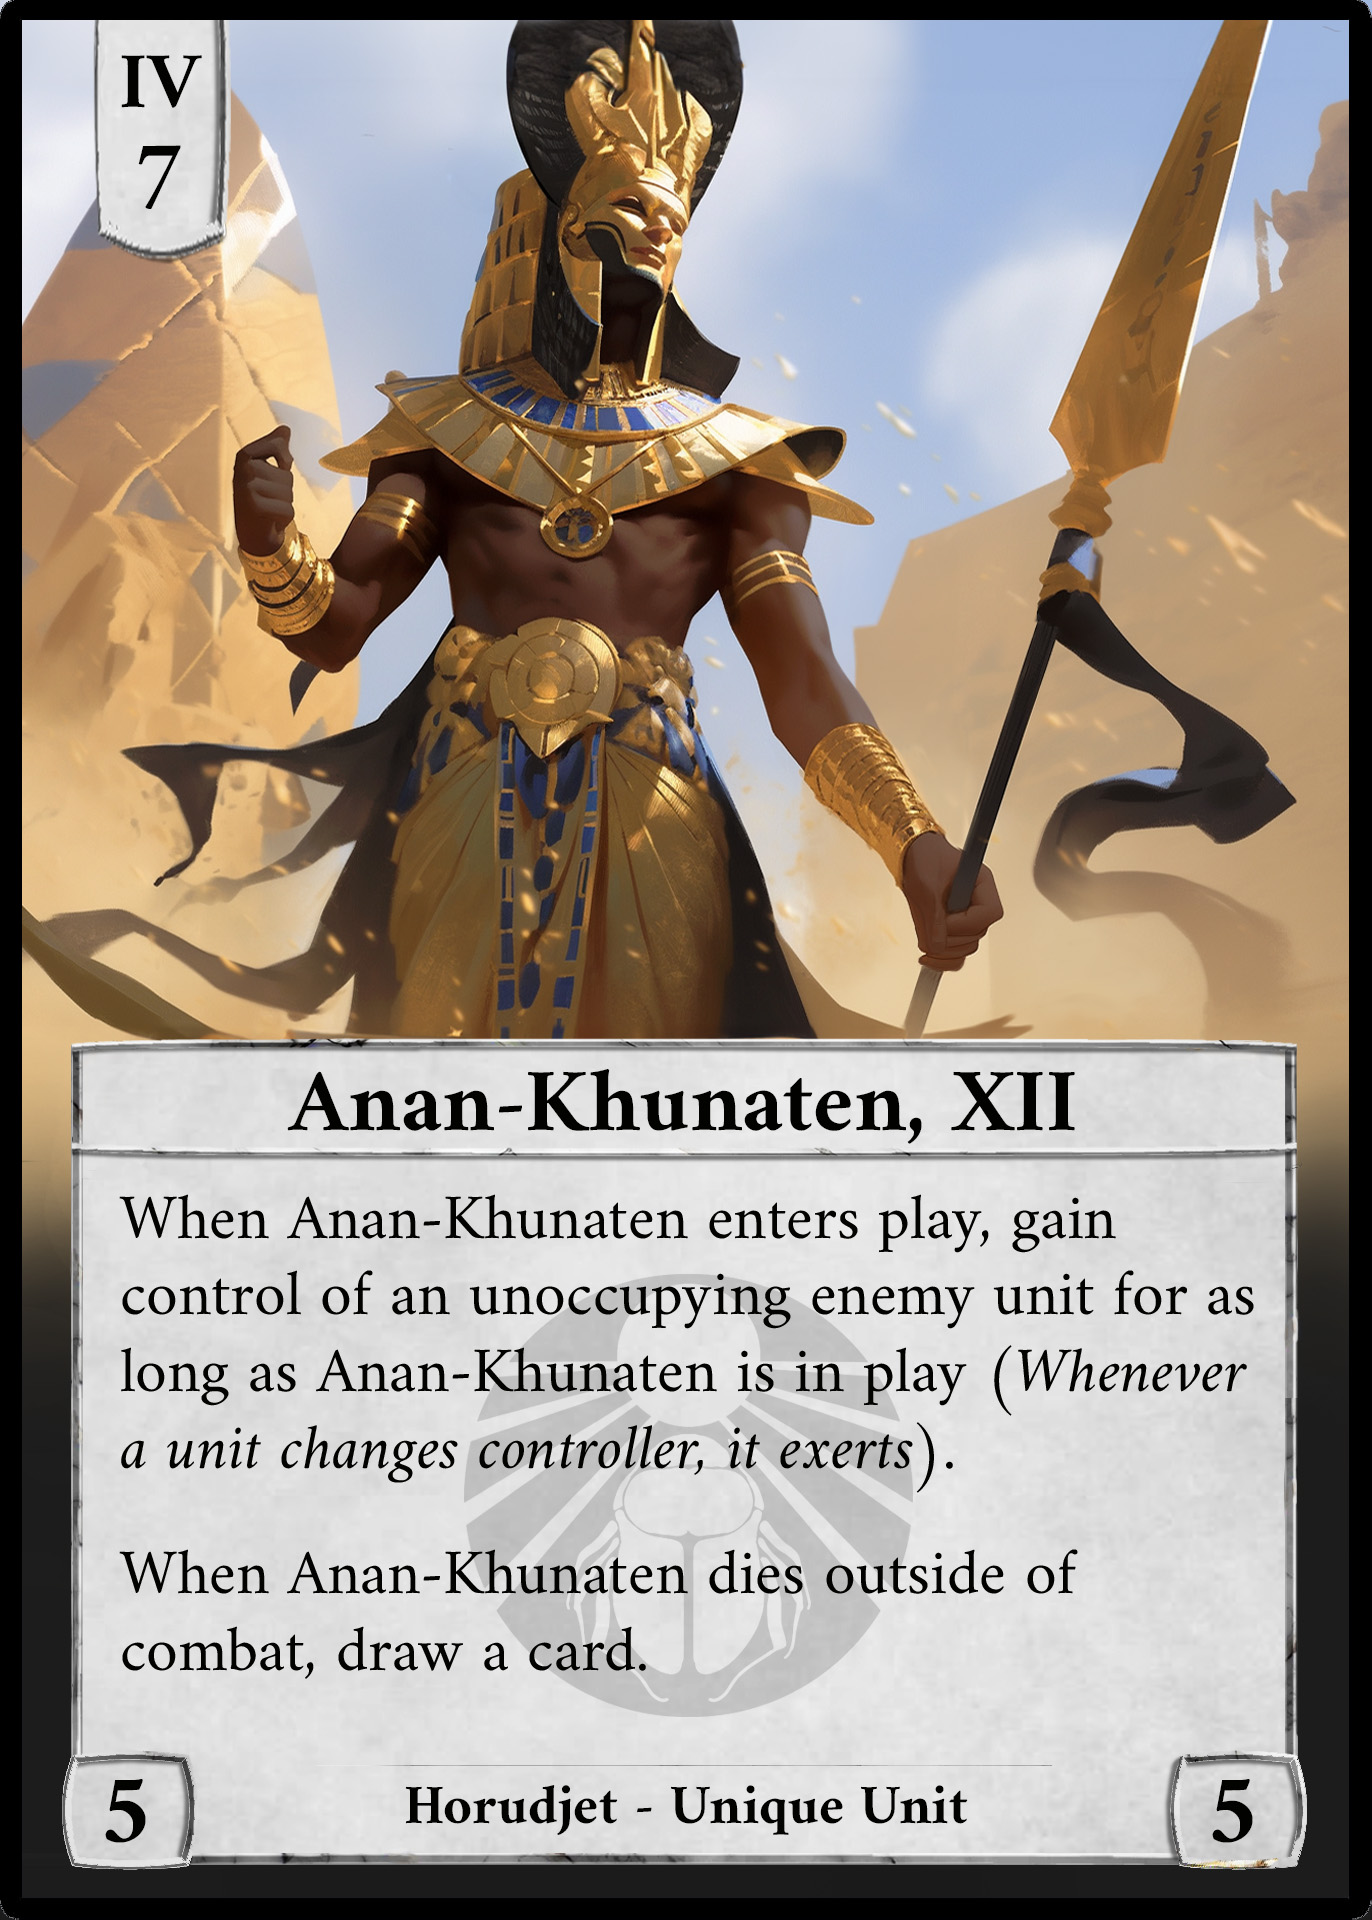 IV
7
Anan-Khunaten, XII
When Anan-Khunaten enters play, gain
control of an unoccupying enemy unit for as
long as Anan-Khunaten is in play (Whenever
a unit changes controller, it exerts).
When Anan-Khunaten dies outside of
combat, draw a card.
5
Horudjet - Unique Unit
5